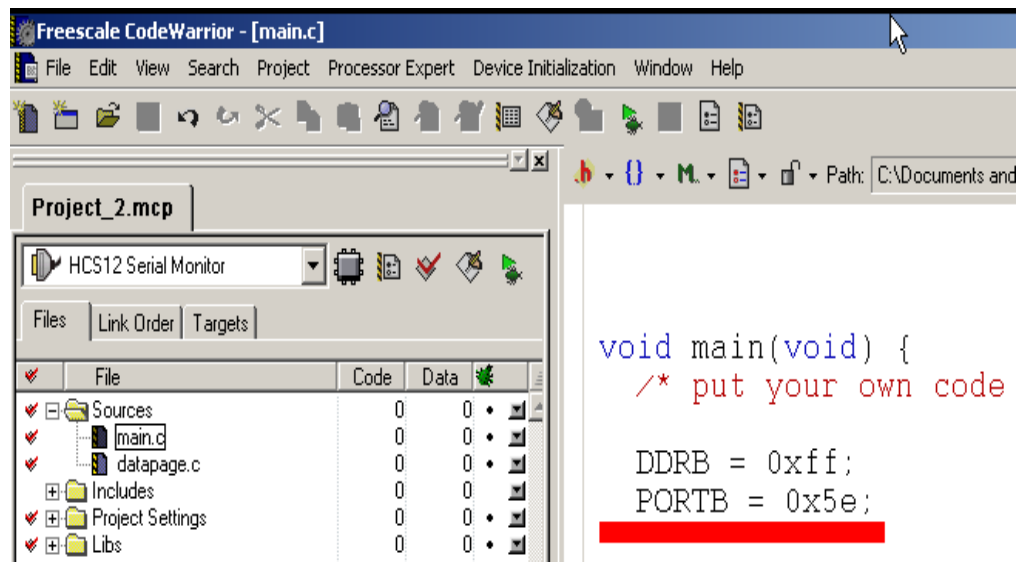 Freescale CodeWarrior - [main.c]
File Edit View Search Project Processor Expert Device Initialization Window Help
.h {} M.. Path: C:\Documents and
Project_2.mcp
HCS12 Serial Monitor
Files Link Order Targets
File Code Data
Sources 0 0
main.c 0 0
datapage.c 0 0
Includes 0 0
Project Settings 0 0
Libs 0 0
void main(void) {
/* put your own code
DDRB = 0xff;
PORTB = 0x5e;